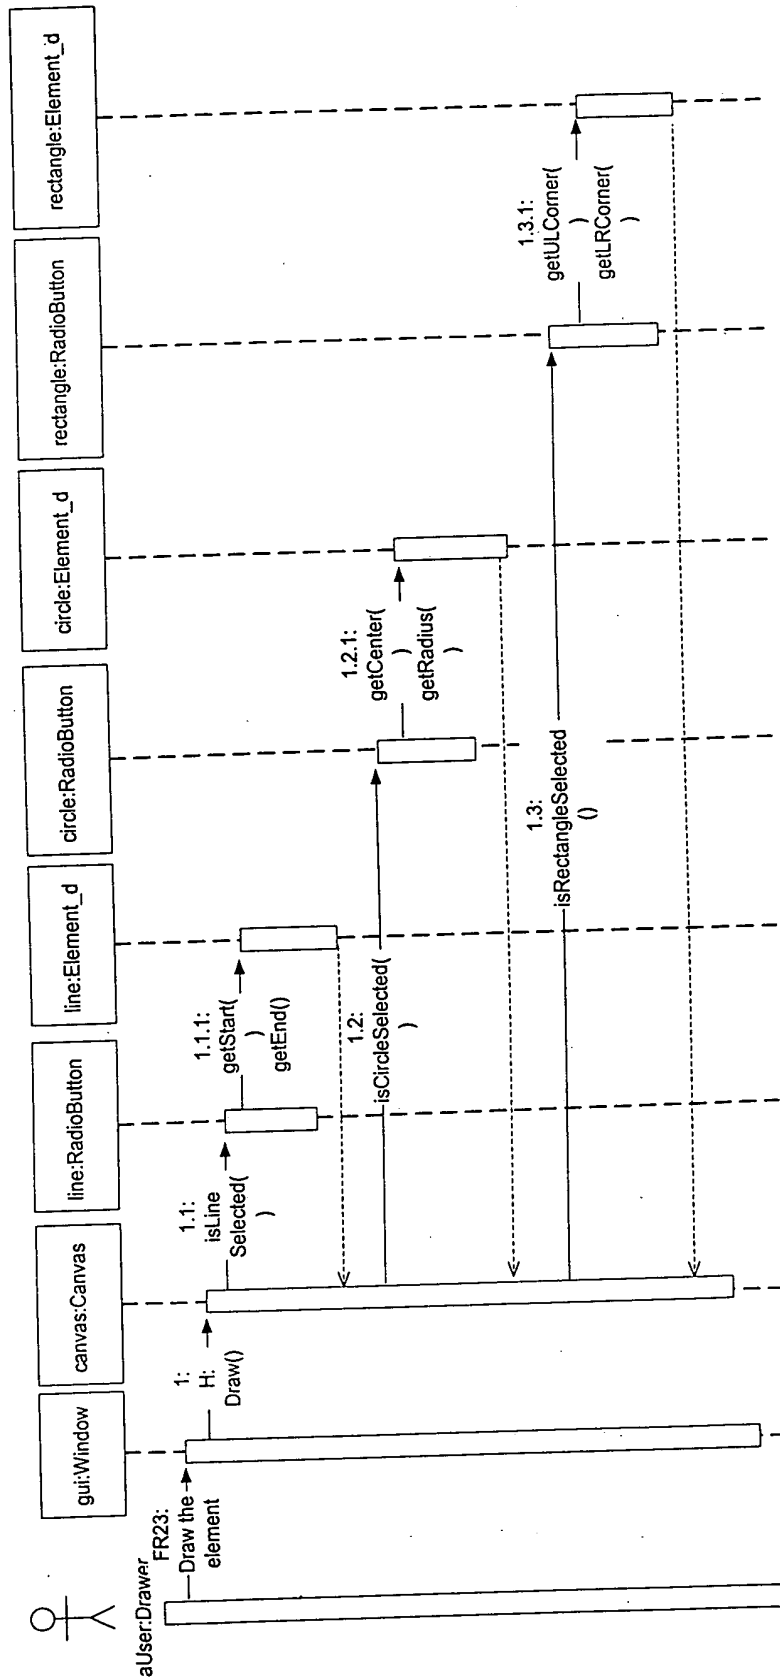 aUser:Drawer
gui:Window
canvas:Canvas
line:RadioButton
line:Element_d
circle:RadioButton
circle:Element_d
rectangle:RadioButton
rectangle:Element_d
FR23:
Draw the
element
1:
H:
Draw()
1.1:
isLine
Selected(
)
1.1.1:
getStart(
)
getEnd()
1.2:
isCircleSelected(
)
1.2.1:
getCenter(
)
getRadius(
)
1.3:
isRectangleSelected
()
1.3.1:
getULCorner(
)
getLRCorner(
)